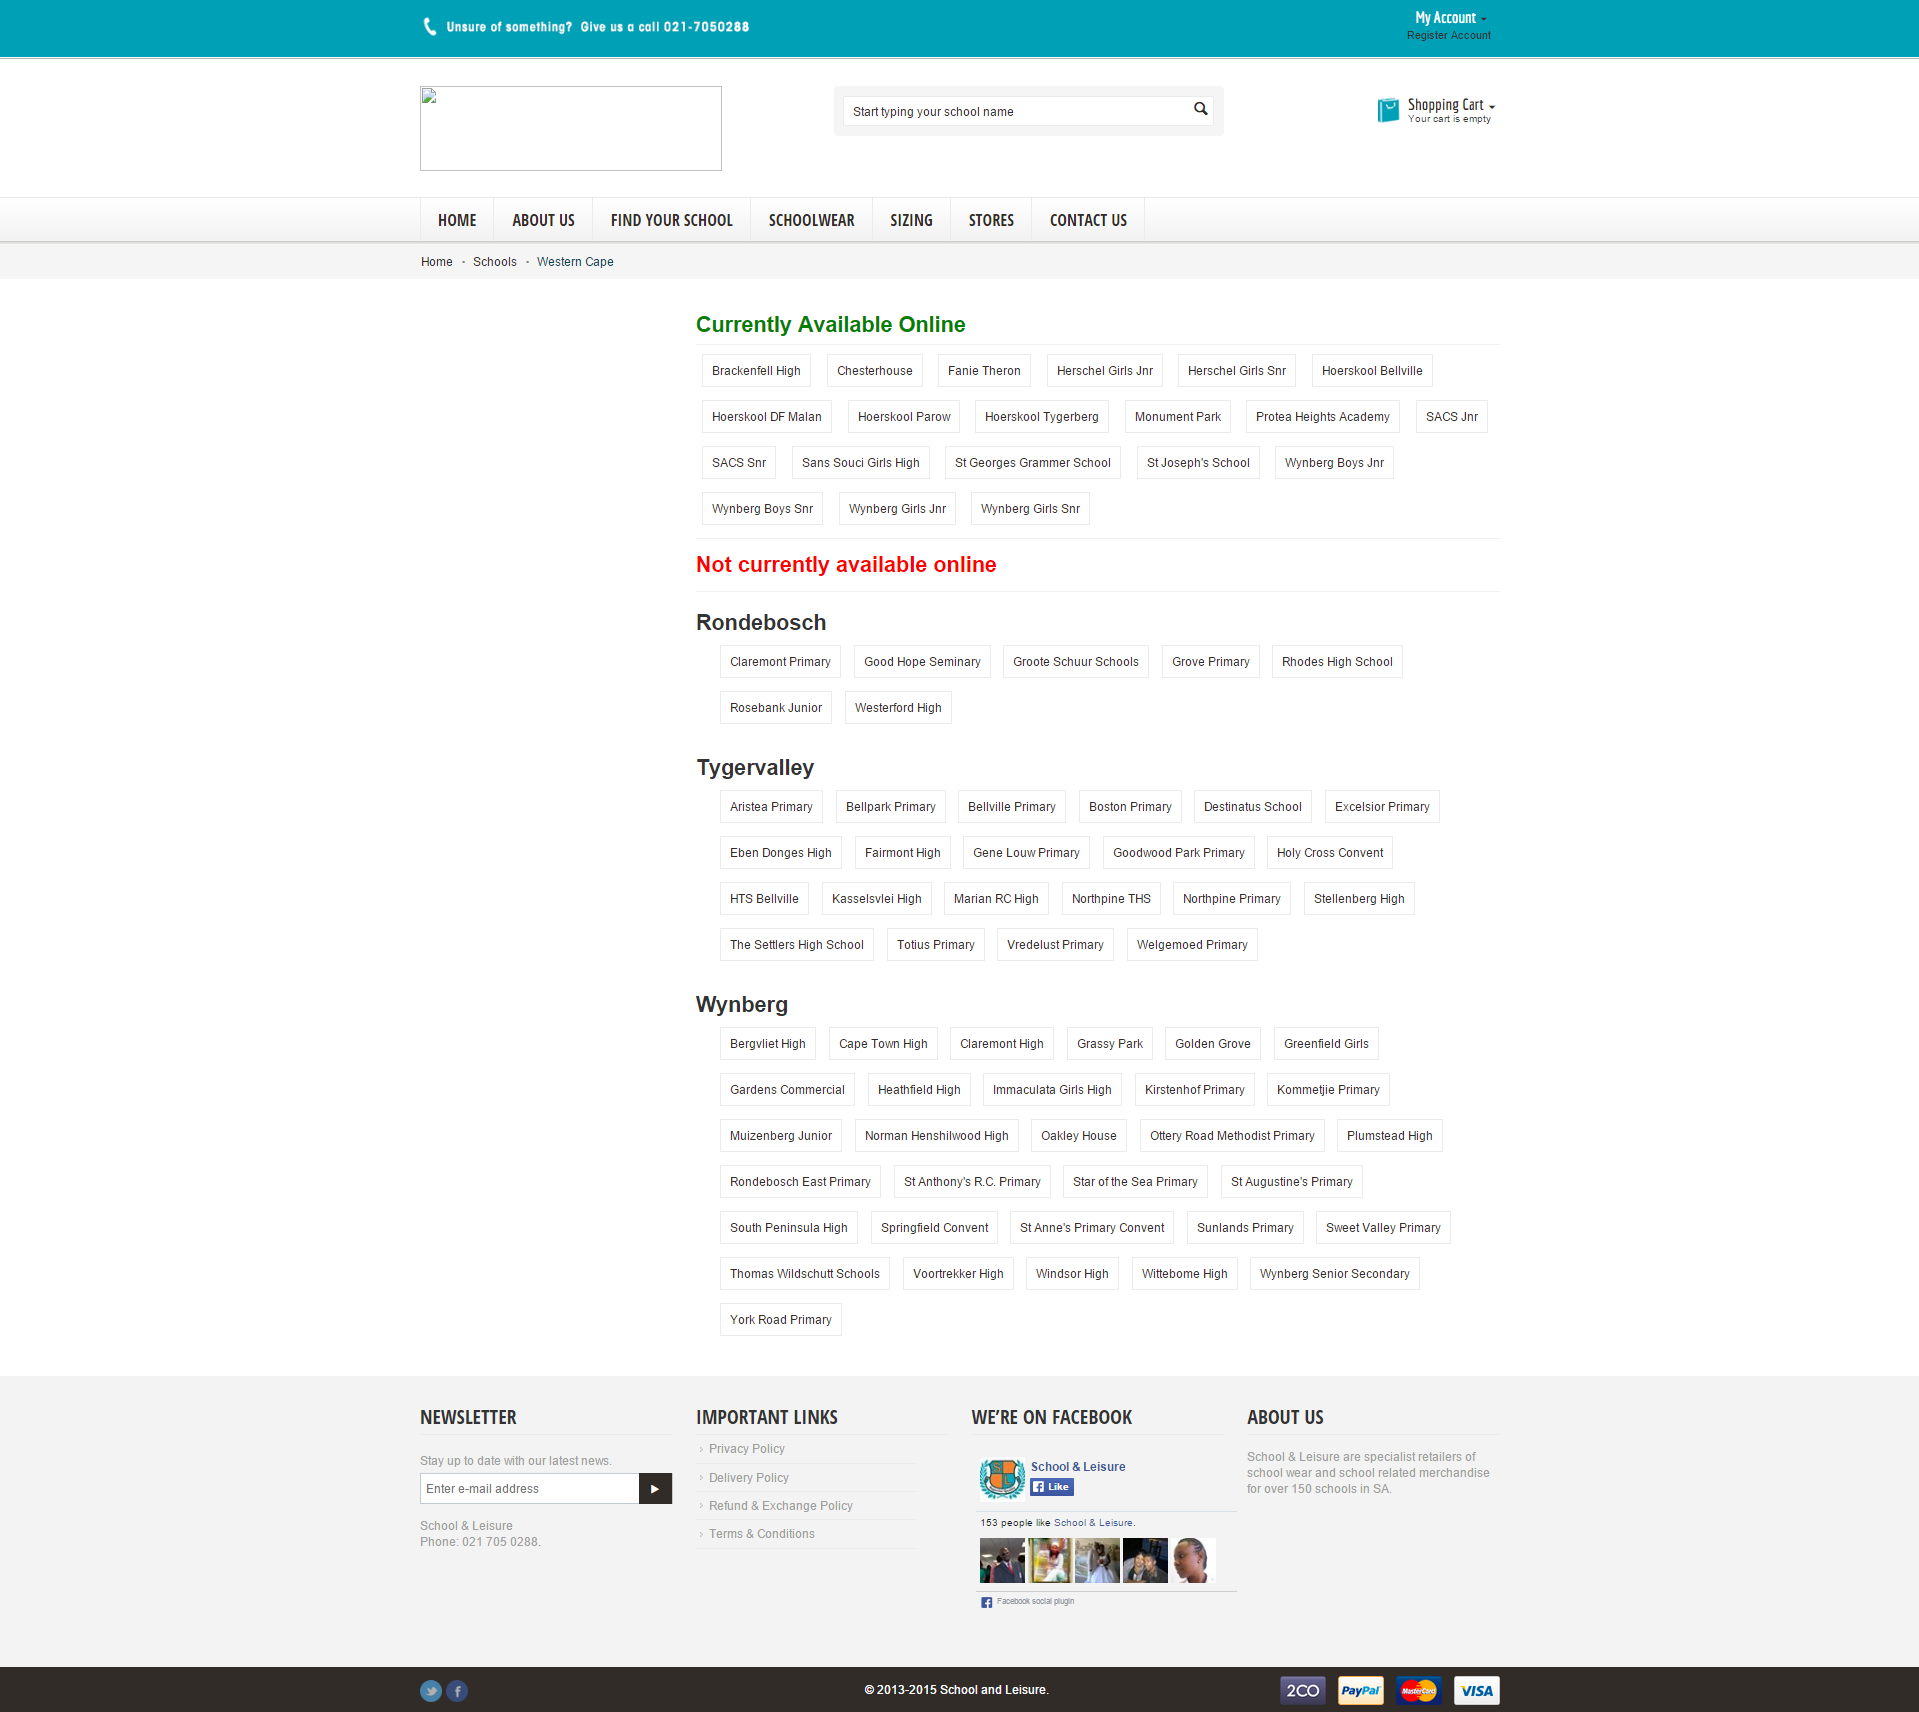 Unsure of something? Give us a call 021-7050288
My Account
Register Account
Start typing your school name
Shopping Cart
Your cart is empty
HOME ABOUT US FIND YOUR SCHOOL SCHOOLWEAR SIZING STORES CONTACT US
Home Schools Western Cape
Currently Available Online
Brackenfell High Chesterhouse Fanie Theron Herschel Girls Jnr Herschel Girls Snr Hoerskool Bellville
Hoerskool DF Malan Hoerskool Parow Hoerskool Tygerberg Monument Park Protea Heights Academy SACS Jnr
SACS Snr Sans Souci Girls High St Georges Grammer School St Joseph's School Wynberg Boys Jnr
Wynberg Boys Snr Wynberg Girls Jnr Wynberg Girls Snr
Not currently available online
Rondebosch
Claremont Primary Good Hope Seminary Groote Schuur Schools Grove Primary Rhodes High School
Rosebank Junior Westerford High
Tygervalley
Aristea Primary Bellpark Primary Bellville Primary Boston Primary Destinatus School Excelsior Primary
Eben Donges High Fairmont High Gene Louw Primary Goodwood Park Primary Holy Cross Convent
HTS Bellville Kasselsvlei High Marian RC High Northpine THS Northpine Primary Stellenberg High
The Settlers High School Totius Primary Vredelust Primary Welgemoed Primary
Wynberg
Bergvliet High Cape Town High Claremont High Grassy Park Golden Grove Greenfield Girls
Gardens Commercial Heathfield High Immaculata Girls High Kirstenhof Primary Kommetjie Primary
Muizenberg Junior Norman Henshilwood High Oakley House Ottery Road Methodist Primary Plumstead High
Rondebosch East Primary St Anthony's R.C. Primary Star of the Sea Primary St Augustine's Primary
South Peninsula High Springfield Convent St Anne's Primary Convent Sunlands Primary Sweet Valley Primary
Thomas Wildschutt Schools Voortrekker High Windsor High Wittebome High Wynberg Senior Secondary
York Road Primary
NEWSLETTER
Stay up to date with our latest news.
Enter e-mail address
School & Leisure
Phone: 021 705 0288.
IMPORTANT LINKS
Privacy Policy
Delivery Policy
Refund & Exchange Policy
Terms & Conditions
WE'RE ON FACEBOOK
School & Leisure
Like
153 people like School & Leisure.
Facebook social plugin
ABOUT US
School & Leisure are specialist retailers of
school wear and school related merchandise
for over 150 schools in SA.
© 2013-2015 School and Leisure.
2CO PayPal MasterCard VISA